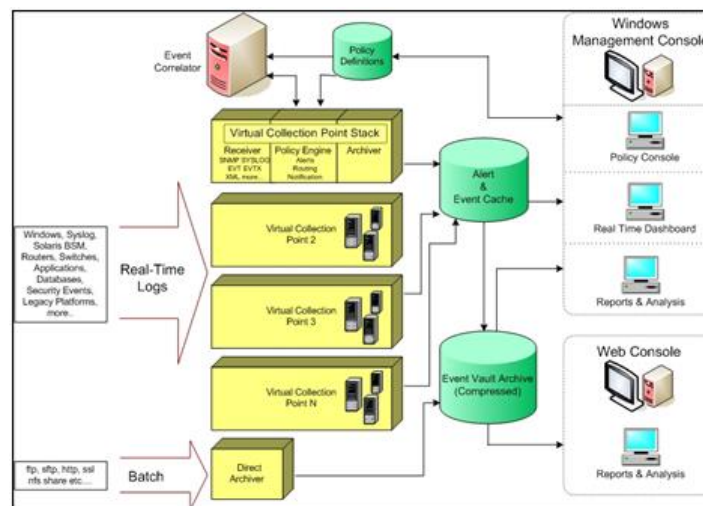 Event
Correlator
Policy
Definitions
Windows
Management Console
Policy Console
Real Time Dashboard
Reports & Analysis
Virtual Collection Point Stack
Receiver
SNMP SYSLOG
EVT EVTX
XML more..
Policy Engine
Alerts
Routing
Notification
Archiver
Alert
&
Event Cache
Windows, Syslog,
Solaris BSM,
Routers, Switches,
Applications,
Databases,
Security Events,
Legacy Platforms,
more..
Real-Time
Logs
Virtual Collection
Point 2
Virtual Collection
Point 3
Virtual Collection
Point N
Event Vault Archive
(Compressed)
Web Console
Reports & Analysis
ftp, sftp, http, ssl
nfs share etc....
Batch
Direct
Archiver